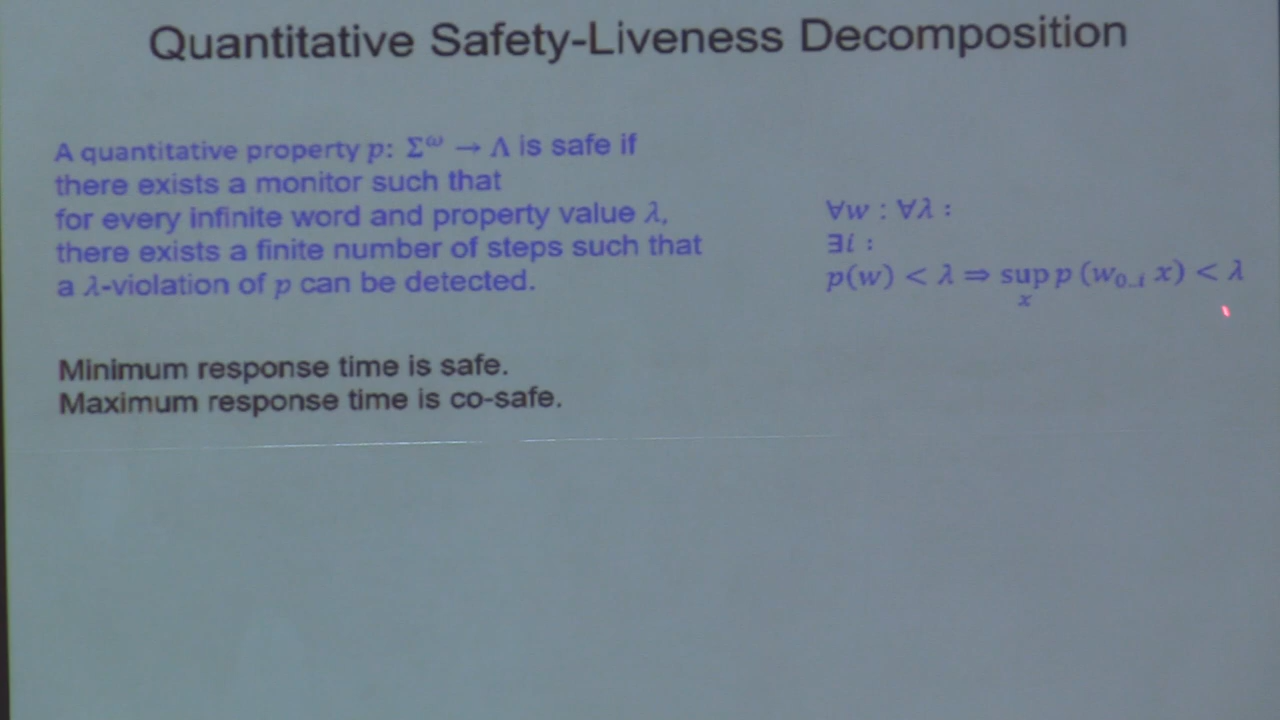 Quantitative Safety-Liveness Decomposition
A quantitative property p: Σ^ω → Λ is safe if
there exists a monitor such that
for every infinite word and property value λ,
there exists a finite number of steps such that
a λ-violation of p can be detected.
∀w : ∀λ :
∃i :
p(w) < λ ⇒ sup p (w₀..ᵢ x) < λ
x
Minimum response time is safe.
Maximum response time is co-safe.